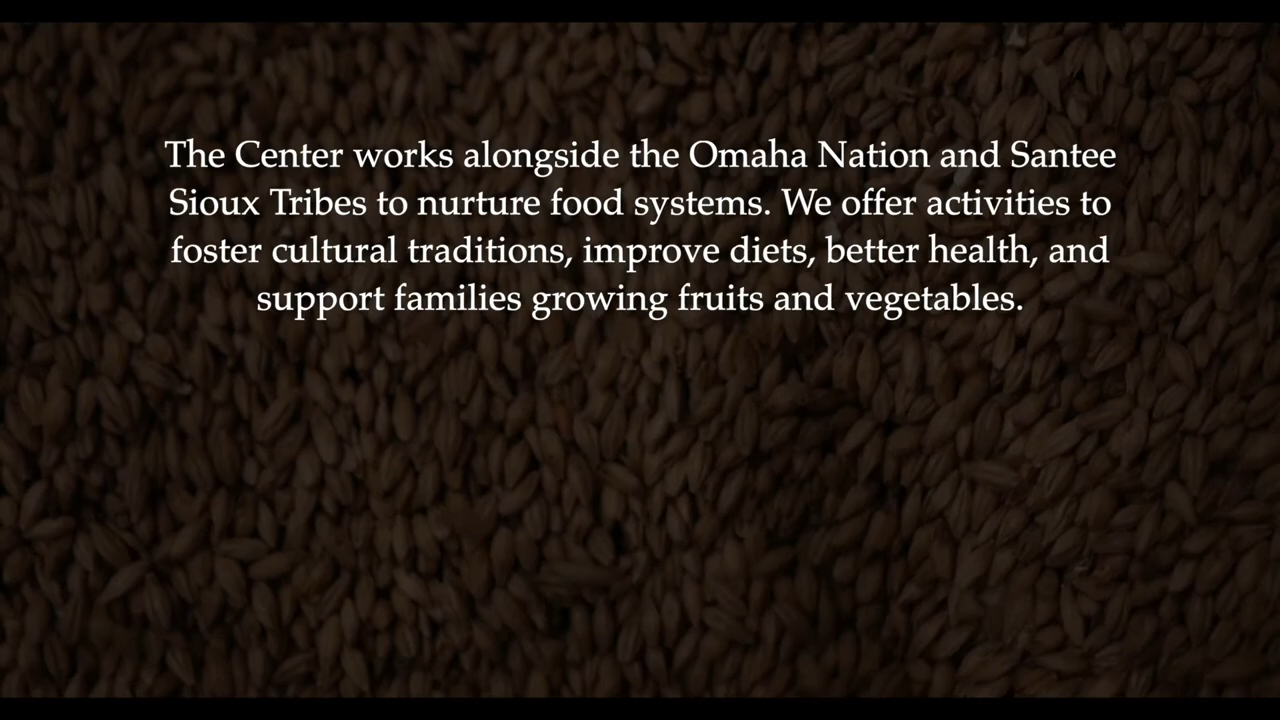 The Center works alongside the Omaha Nation and Santee
Sioux Tribes to nurture food systems. We offer activities to
foster cultural traditions, improve diets, better health, and
support families growing fruits and vegetables.